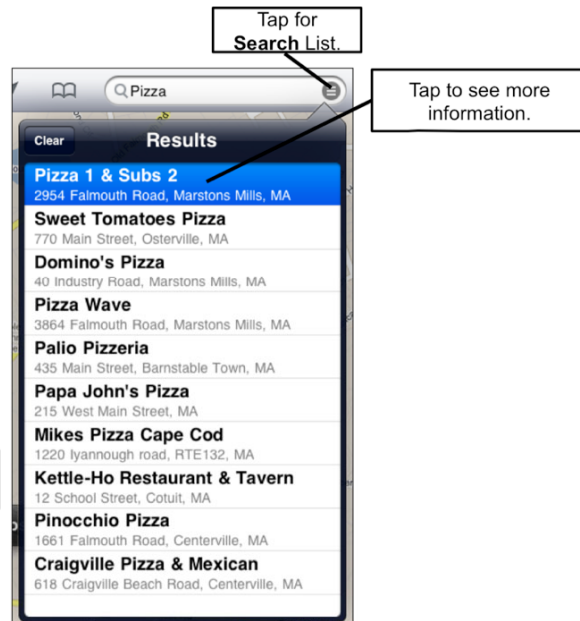 Tap for
Search List.
Pizza
Tap to see more
information.
Clear
Results
Pizza 1 & Subs 2
2954 Falmouth Road, Marstons Mills, MA
Sweet Tomatoes Pizza
770 Main Street, Osterville, MA
Domino's Pizza
40 Industry Road, Marstons Mills, MA
Pizza Wave
3864 Falmouth Road, Marstons Mills, MA
Palio Pizzeria
435 Main Street, Barnstable Town, MA
Papa John's Pizza
215 West Main Street, MA
Mikes Pizza Cape Cod
1220 Iyannough road, RTE132, MA
Kettle-Ho Restaurant & Tavern
12 School Street, Cotuit, MA
Pinocchio Pizza
1661 Falmouth Road, Centerville, MA
Craigville Pizza & Mexican
618 Craigville Beach Road, Centerville, MA